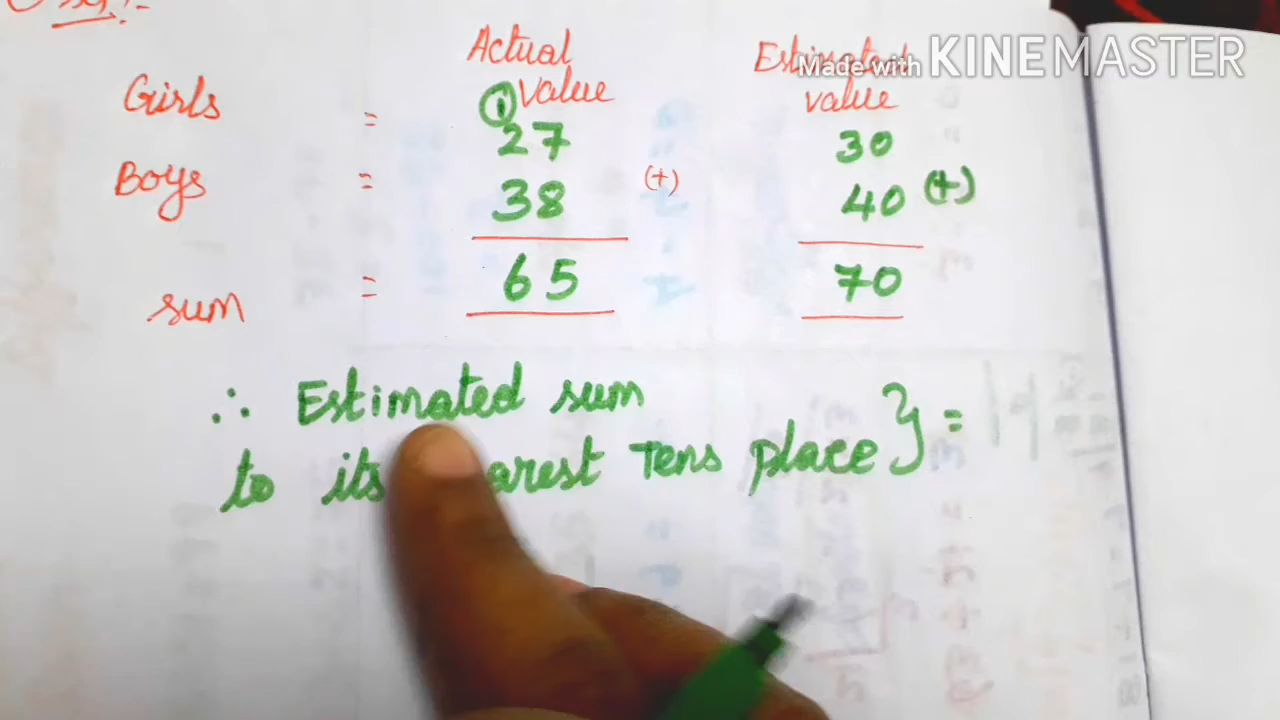 Actual Estimated
Made with KINEMASTER
Girls = value value
①
27 30
Boys = 38 (+) 40 (+)
sum = 65 70
∴ Estimated sum
to its tens place } =